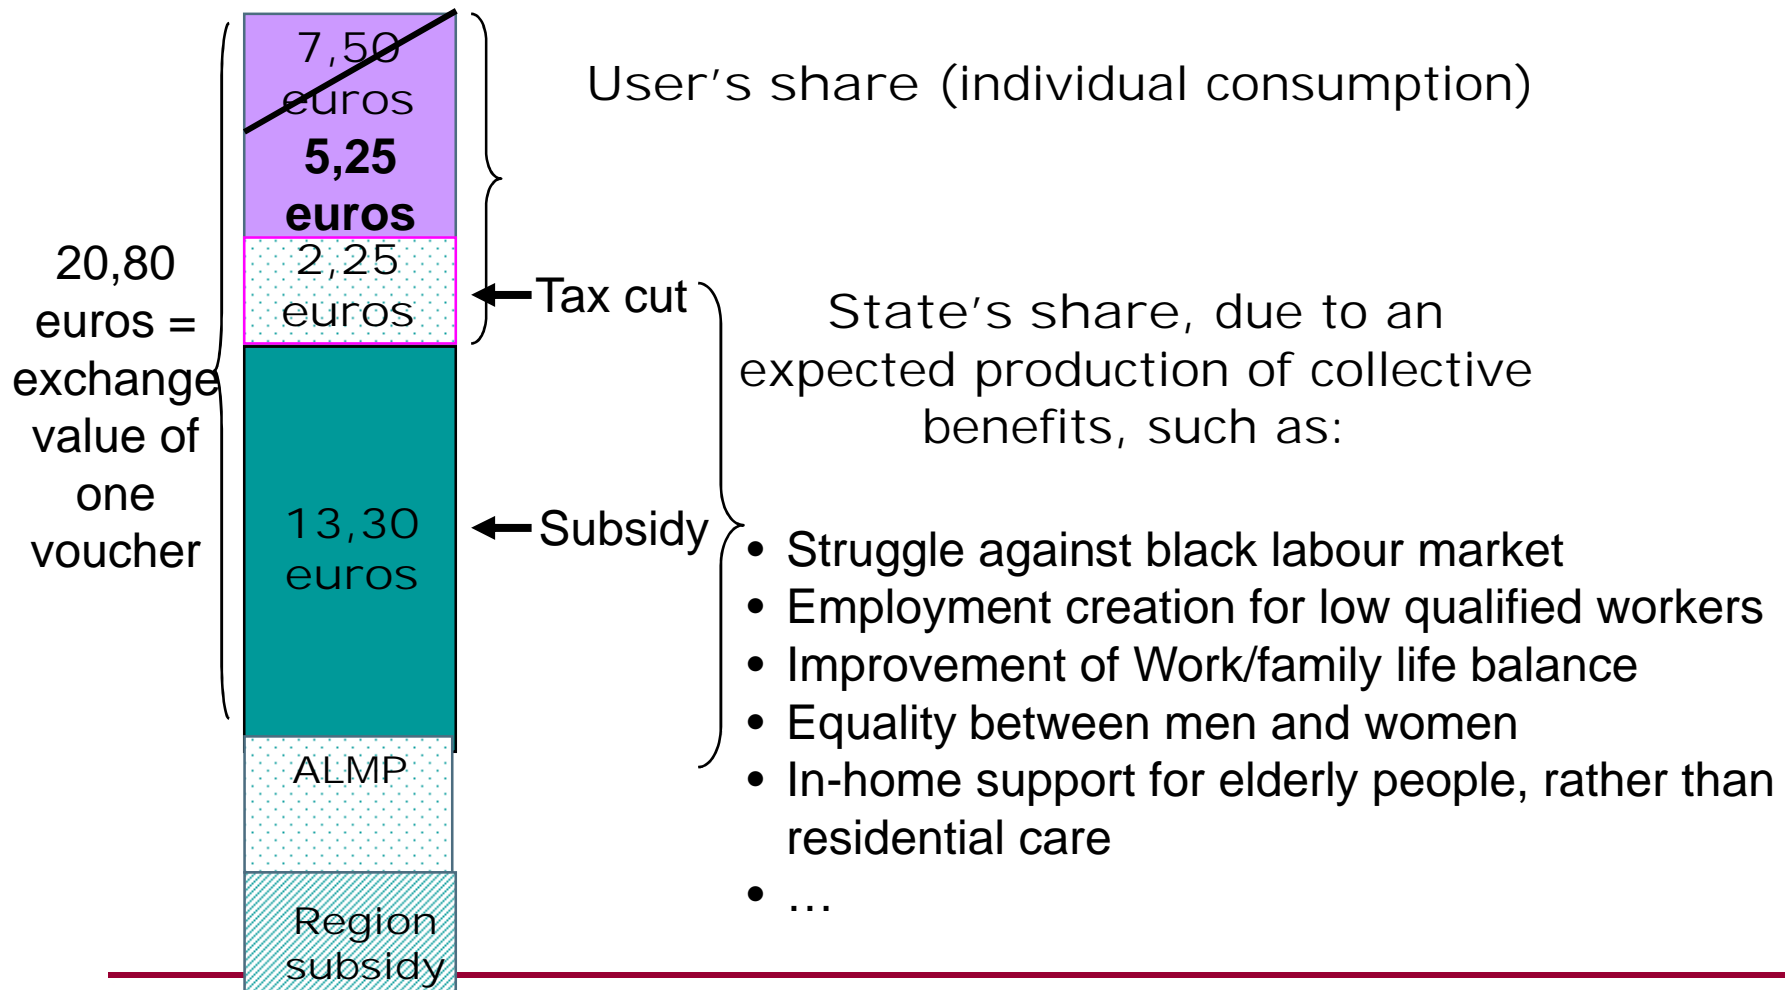 7,50
euros
5,25
euros
2,25
euros
20,80
euros =
exchange
value of
one
voucher
13,30
euros
ALMP
Region
subsidy
User's share (individual consumption)
Tax cut
Subsidy
State's share, due to an
expected production of collective
benefits, such as:
• Struggle against black labour market
• Employment creation for low qualified workers
• Improvement of Work/family life balance
• Equality between men and women
• In-home support for elderly people, rather than
residential care
• …